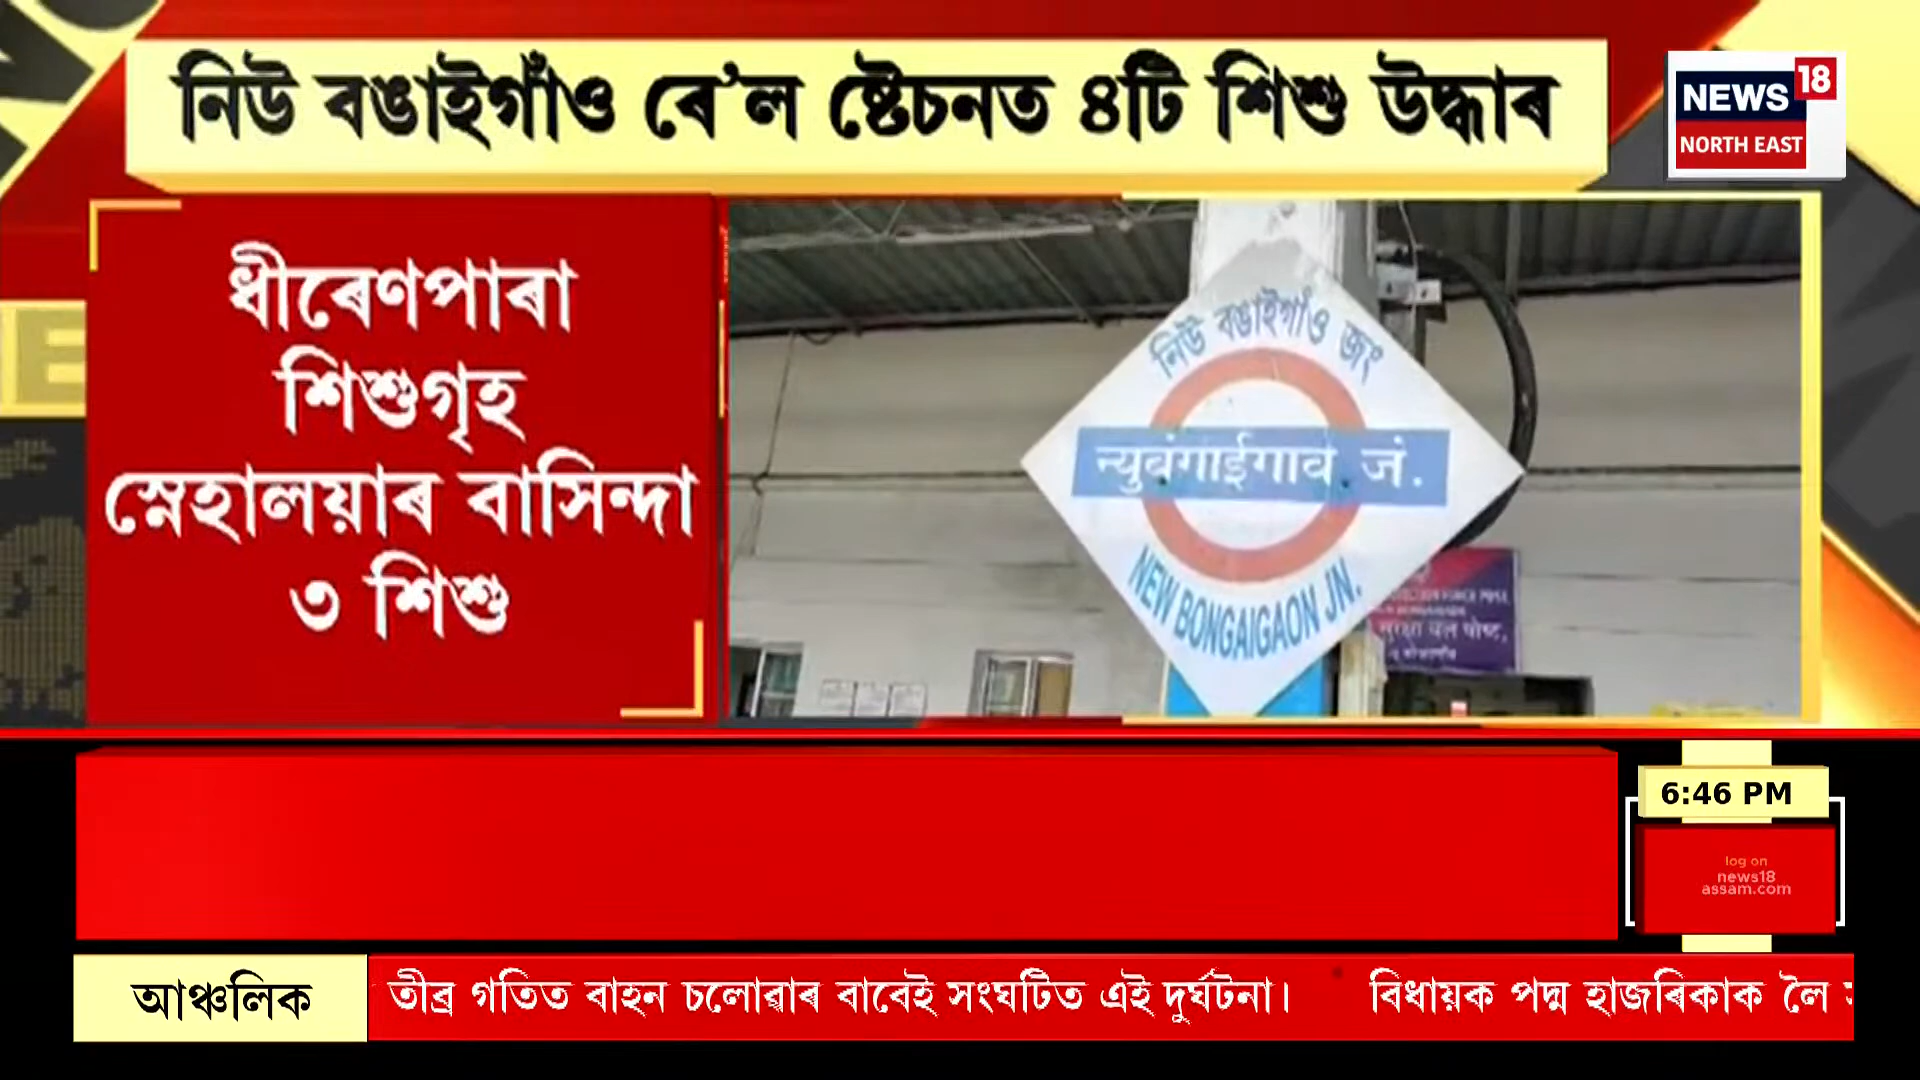 নিউ বঙাইগাঁও ৰে'ল ষ্টেচনত ৪টি শিশু উদ্ধাৰ
NEWS 18
NORTH EAST
ধীৰেণপাৰা
শিশুগৃহ
স্নেহালয়াৰ বাসিন্দা
৩ শিশু
নিউ বঙাইগাঁও জং
न्युबंगाईगाव जं.
NEW BONGAIGAON JN.
6:46 PM
log on
news18
assam.com
আঞ্চলিক
তীব্ৰ গতিত বাহন চলোৱাৰ বাবেই সংঘটিত এই দুৰ্ঘটনা। বিধায়ক পদ্ম হাজৰিকাক লৈ